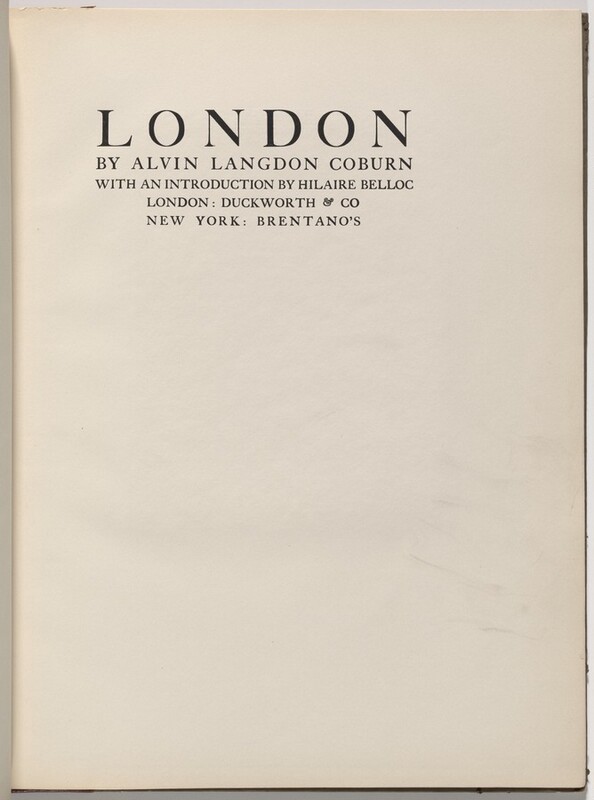 LONDON
BY ALVIN LANGDON COBURN
WITH AN INTRODUCTION BY HILAIRE BELLOC
LONDON: DUCKWORTH & CO
NEW YORK: BRENTANO'S